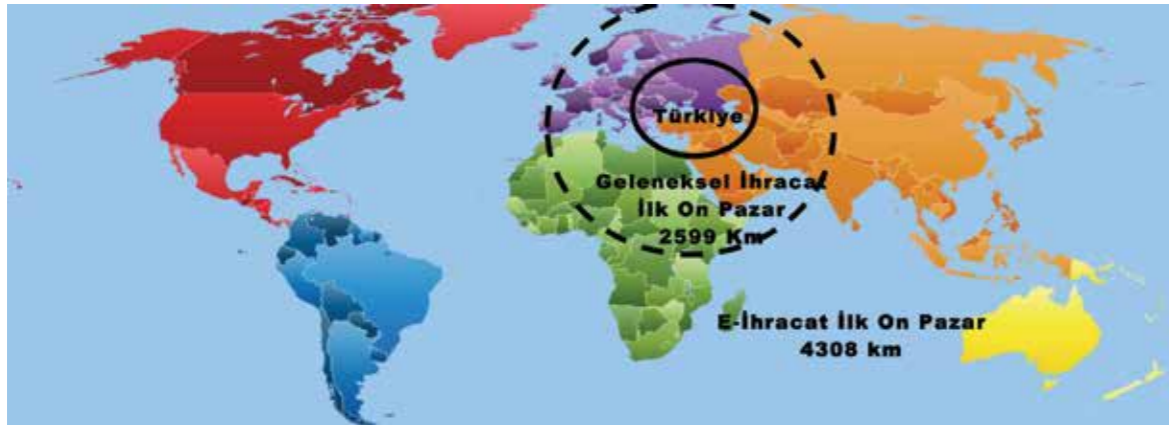 Türkiye
Geleneksel İhracat
İlk On Pazar
2599 Km
E-İhracat İlk On Pazar
4308 km